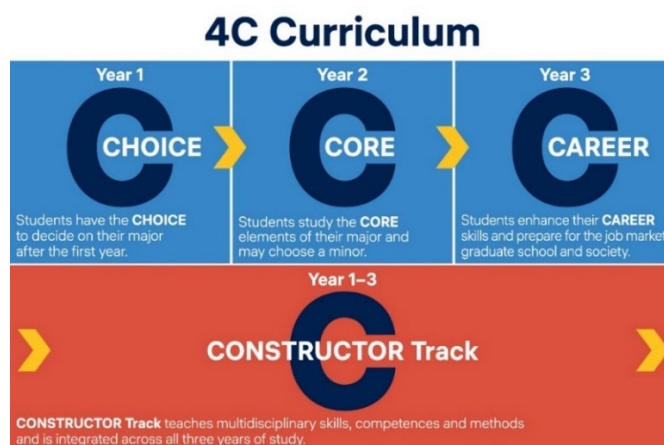 4C Curriculum
Year 1
CHOICE
Students have the CHOICE
to decide on their major
after the first year.
Year 2
CORE
Students study the CORE
elements of their major and
may choose a minor.
Year 3
CAREER
Students enhance their CAREER
skills and prepare for the job market
graduate school and society.
Year 1–3
CONSTRUCTOR Track
CONSTRUCTOR Track teaches multidisciplinary skills, competences and methods
and is integrated across all three years of study.